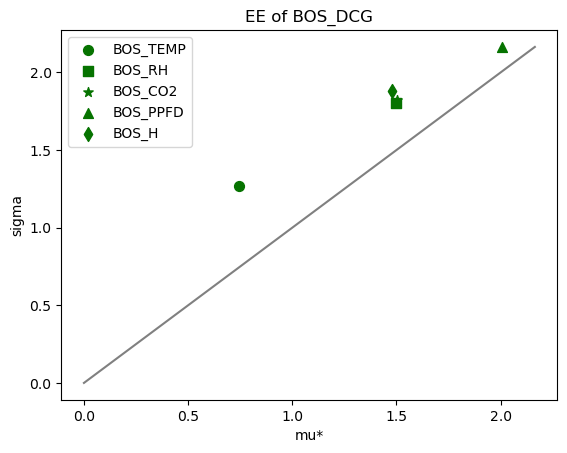 EE of BOS_DCG
BOS_TEMP
BOS_RH
BOS_CO2
BOS_PPFD
BOS_H
sigma
2.0
1.5
1.0
0.5
0.0
0.0 0.5 1.0 1.5 2.0
mu*